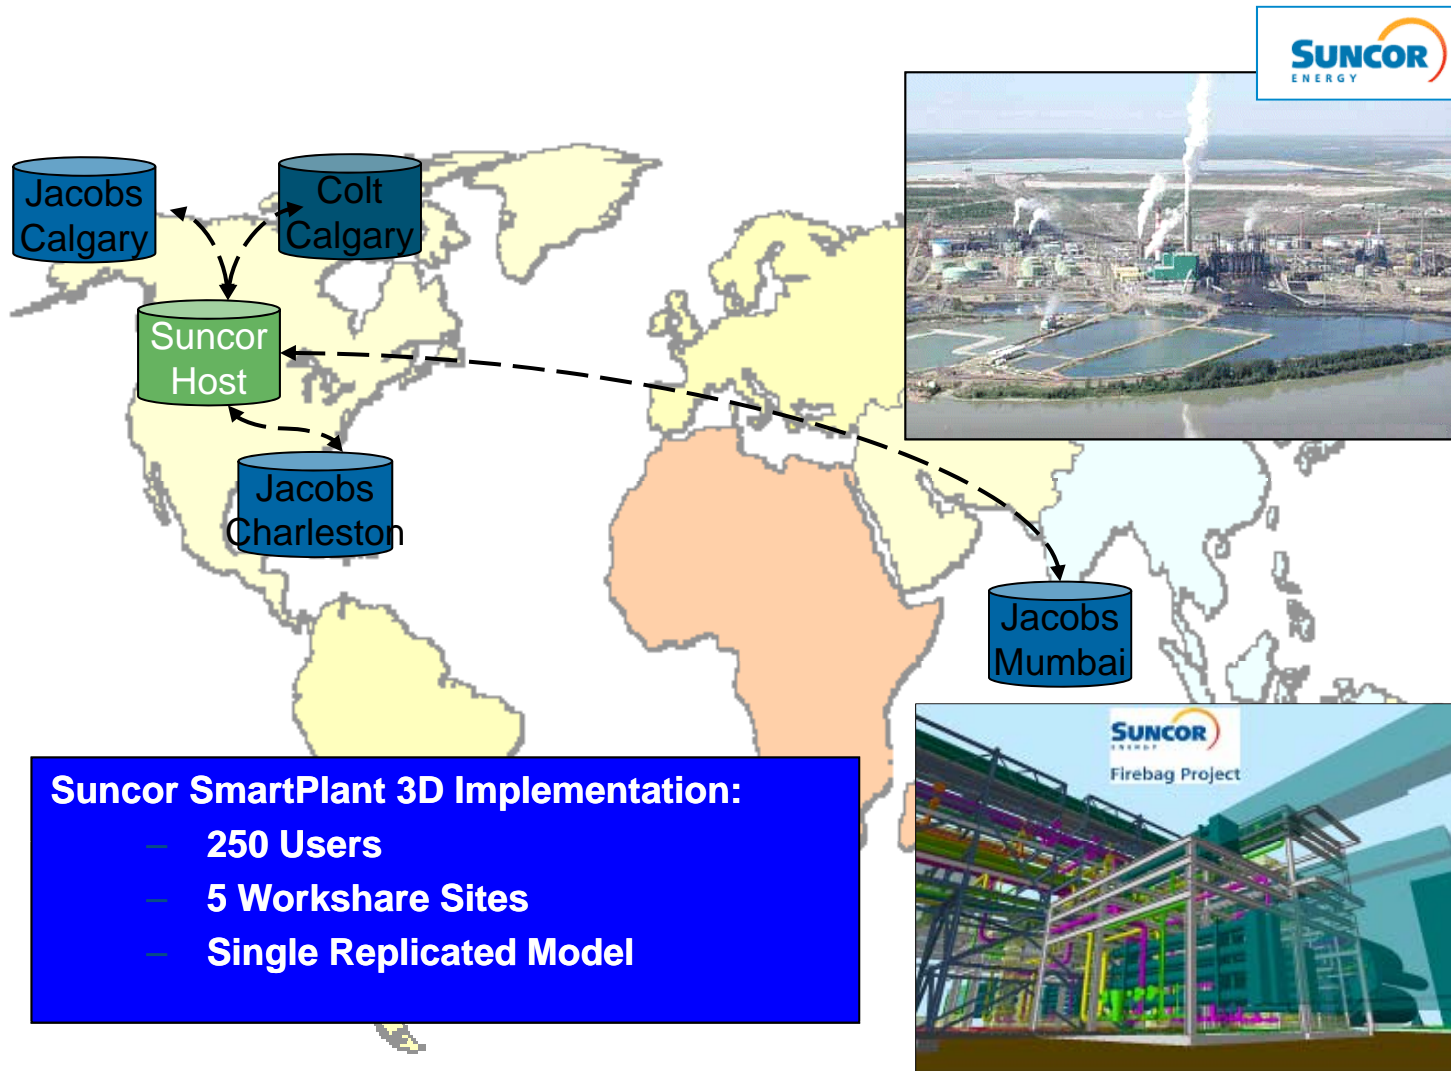 SUNCOR
ENERGY
Jacobs
Calgary
Colt
Calgary
Suncor
Host
Jacobs
Charleston
Jacobs
Mumbai
SUNCOR
ENERGY
Firebag Project
Suncor SmartPlant 3D Implementation:
– 250 Users
– 5 Workshare Sites
– Single Replicated Model